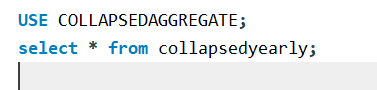 USE COLLAPSEDAGGREGATE;
select * from collapsedyearly;